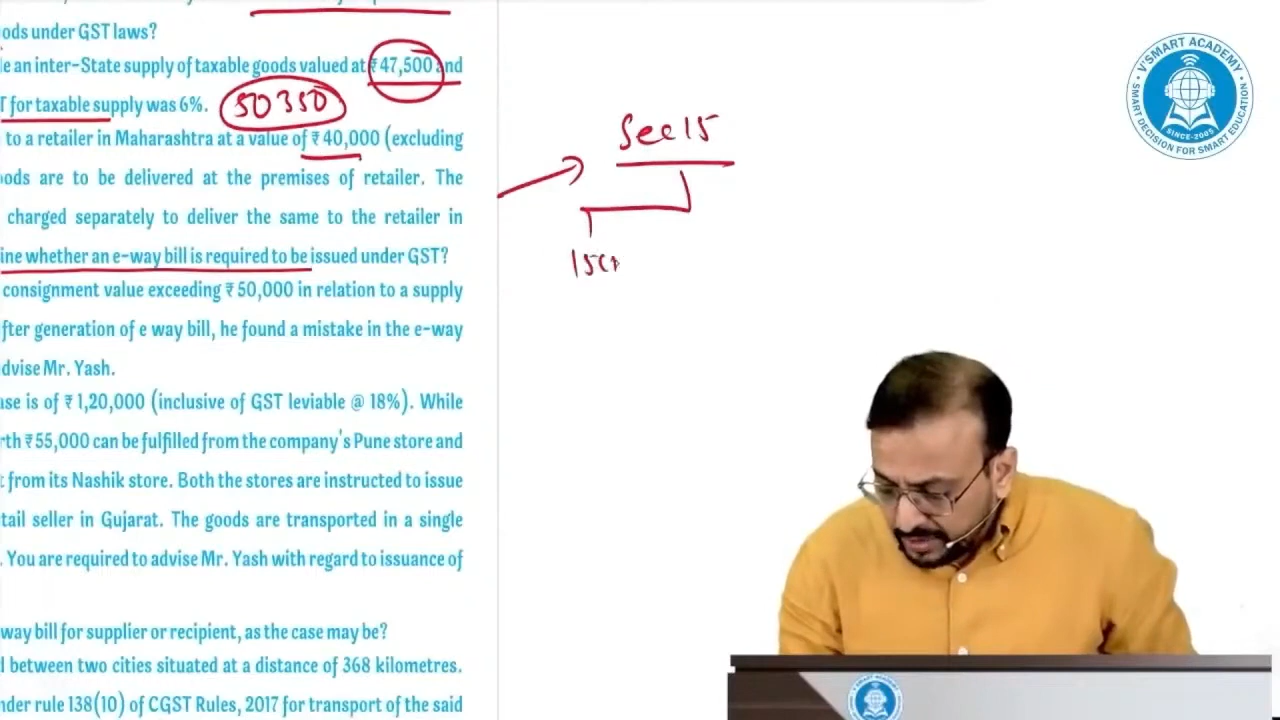 ods under GST laws?
e an inter-State supply of taxable goods valued at ₹ 47,500 and
T for taxable supply was 6%.
50350
to a retailer in Maharashtra at a value of ₹ 40,000 (excluding
ods are to be delivered at the premises of retailer. The
charged separately to deliver the same to the retailer in
ine whether an e-way bill is required to be issued under GST?
consignment value exceeding ₹ 50,000 in relation to a supply
fter generation of e way bill, he found a mistake in the e-way
dvise Mr. Yash.
ase is of ₹ 1,20,000 (inclusive of GST leviable @ 18%). While
rth ₹ 55,000 can be fulfilled from the company's Pune store and
t from its Nashik store. Both the stores are instructed to issue
tail seller in Gujarat. The goods are transported in a single
. You are required to advise Mr. Yash with regard to issuance of
way bill for supplier or recipient, as the case may be?
d between two cities situated at a distance of 368 kilometres.
nder rule 138(10) of CGST Rules, 2017 for transport of the said
Sec 15
V'SMART ACADEMY
SMART DECISION FOR SMART EDUCATION
SINCE-2005